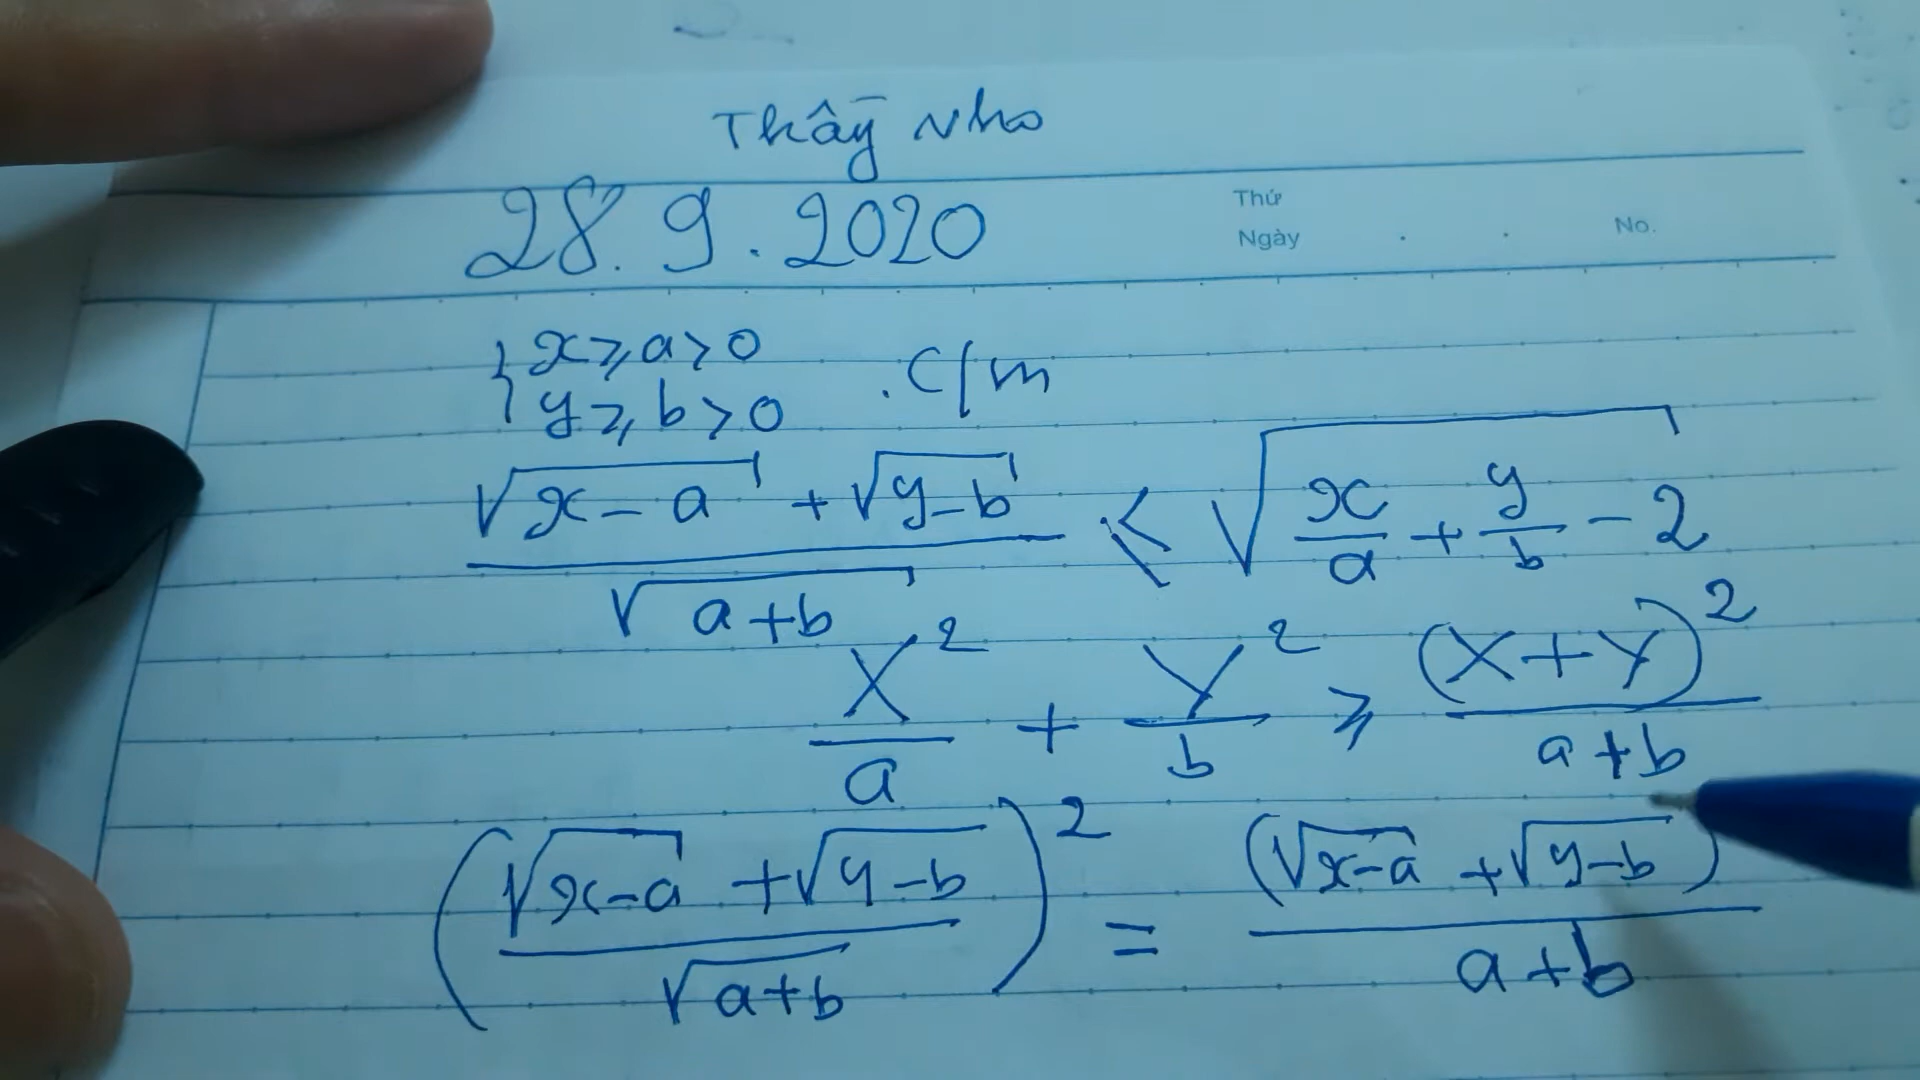 Thầy Nho
28.9.2020
Thứ
Ngày . . No.
{ x ⩾ a > 0
y ⩾ b > 0 . C/m
(√(x-a) + √(y-b)) / √(a+b) ⩽ √(x/a + y/b - 2)
X²/a + Y²/b ⩾ (X+Y)²/(a+b)
((√(x-a) + √(y-b)) / √(a+b))² = (√(x-a) + √(y-b)) / (a+b)